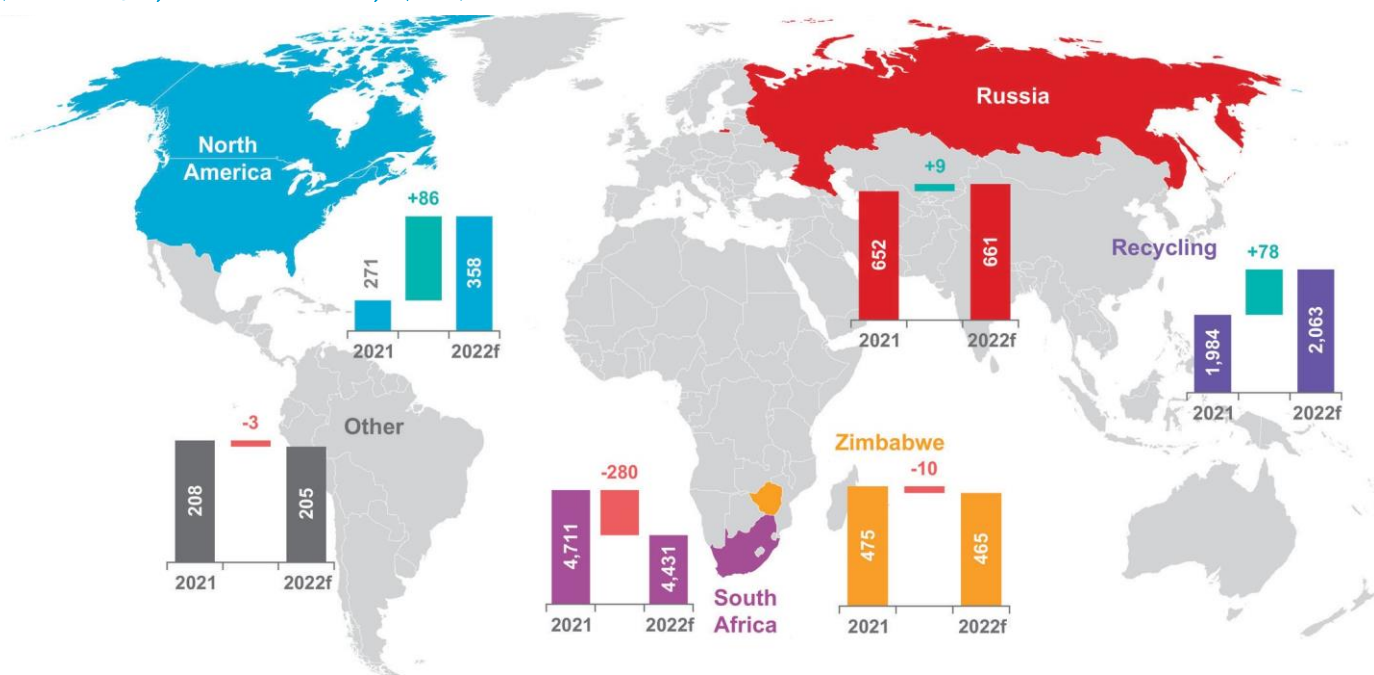 North
America
+86
271
358
2021
2022f
Russia
+9
652
661
2021
2022f
Recycling
+78
1,984
2,063
2021
2022f
Other
-3
208
205
2021
2022f
-280
4,711
4,431
2021
2022f
South
Africa
Zimbabwe
-10
475
465
2021
2022f